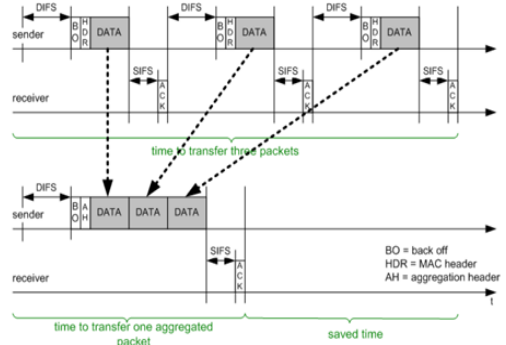 DIFS DIFS DIFS
sender BO HDR DATA BO HDR DATA BO HDR DATA
SIFS SIFS SIFS
ACK ACK ACK
receiver
time to transfer three packets
DIFS
sender BO AH DATA DATA DATA
SIFS
ACK
BO = back off
HDR = MAC header
AH = aggregation header
receiver
t
time to transfer one aggregated
packet
saved time